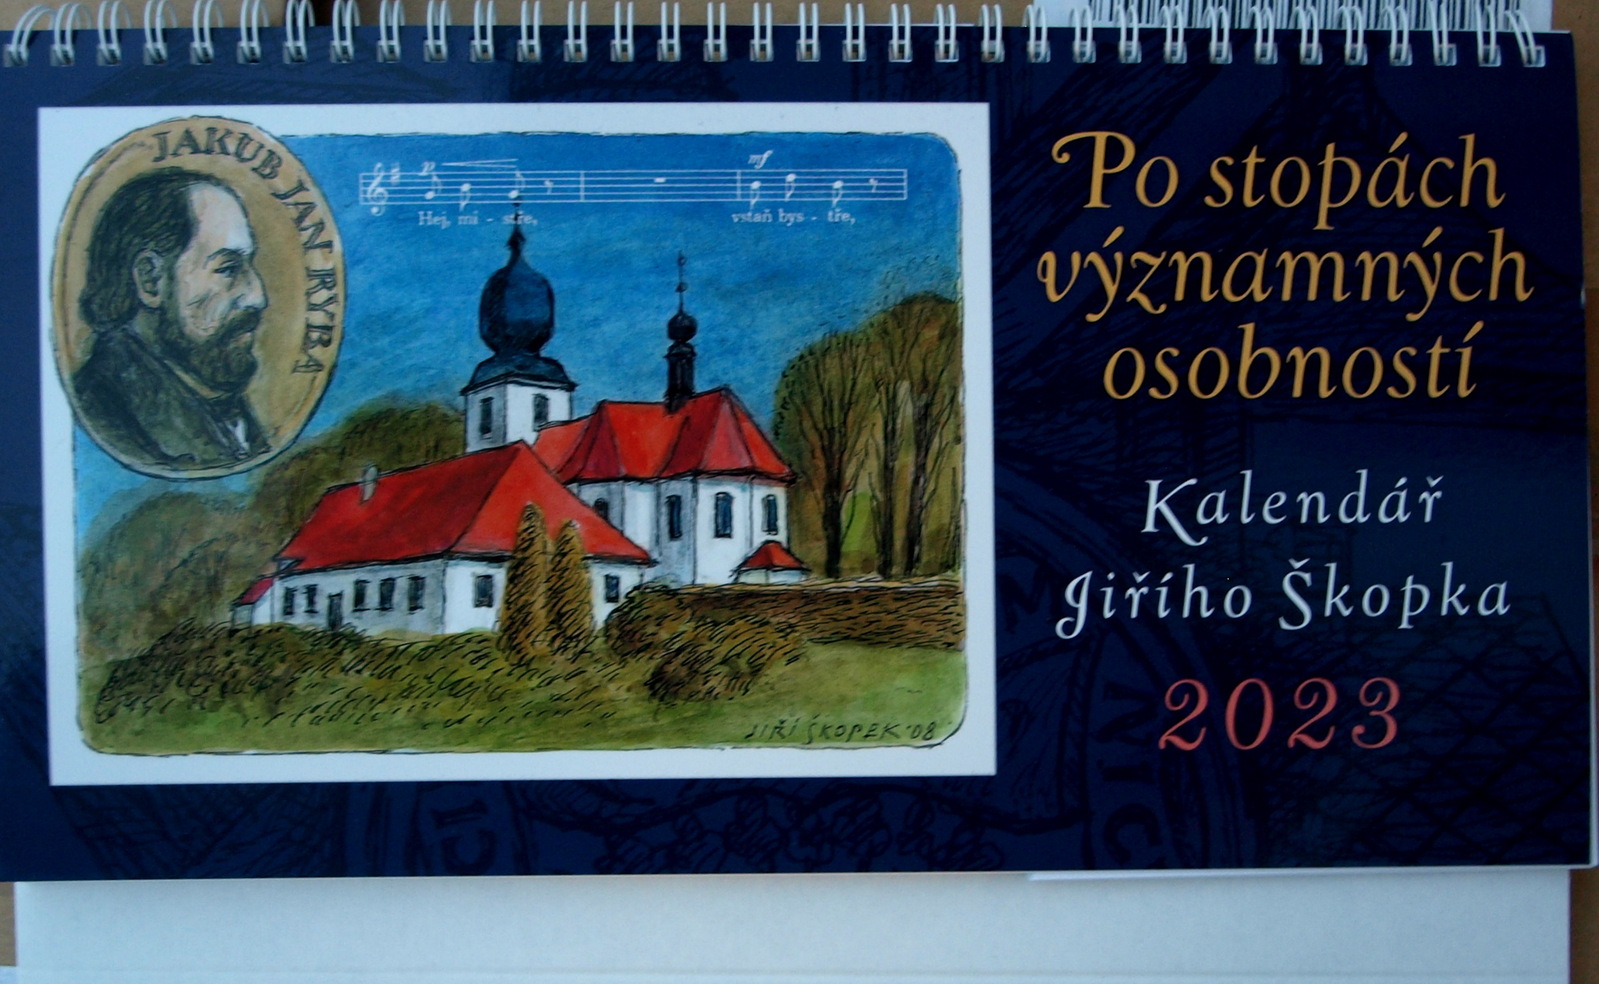 JAKUB JAN RYBA
p
mf
Hej, mi - stře, vstaň bys - tře,
JIŘÍ ŠKOPEK '08
Po stopách
významných
osobností
Kalendář
Jiřího Škopka
2023